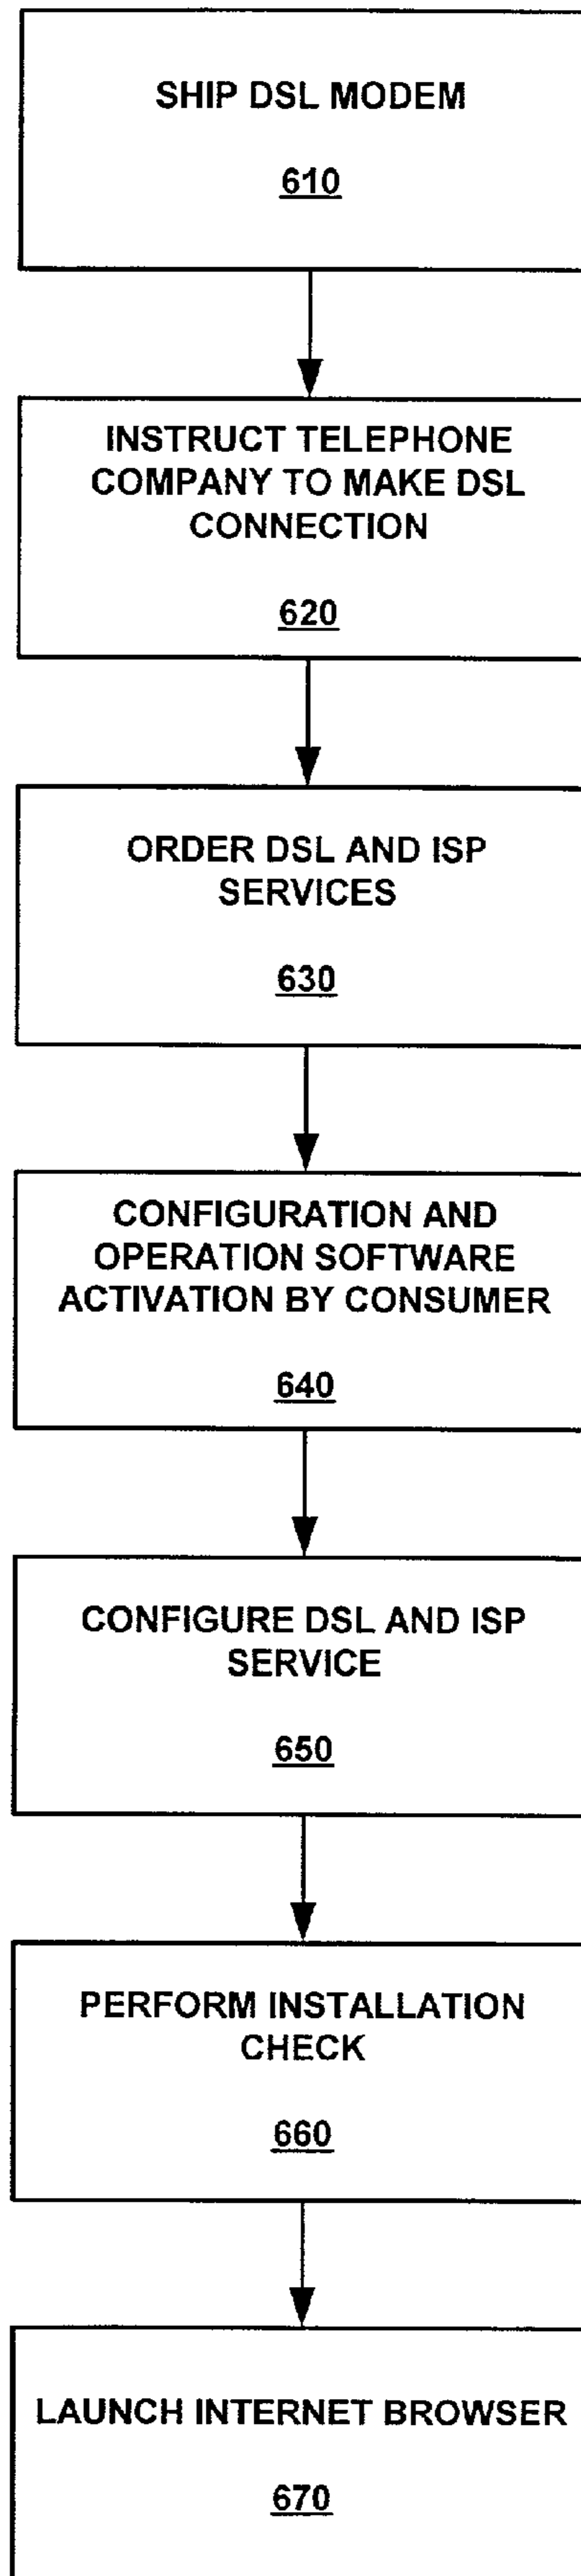 SHIP DSL MODEM
610
INSTRUCT TELEPHONE
COMPANY TO MAKE DSL
CONNECTION
620
ORDER DSL AND ISP
SERVICES
630
CONFIGURATION AND
OPERATION SOFTWARE
ACTIVATION BY CONSUMER
640
CONFIGURE DSL AND ISP
SERVICE
650
PERFORM INSTALLATION
CHECK
660
LAUNCH INTERNET BROWSER
670